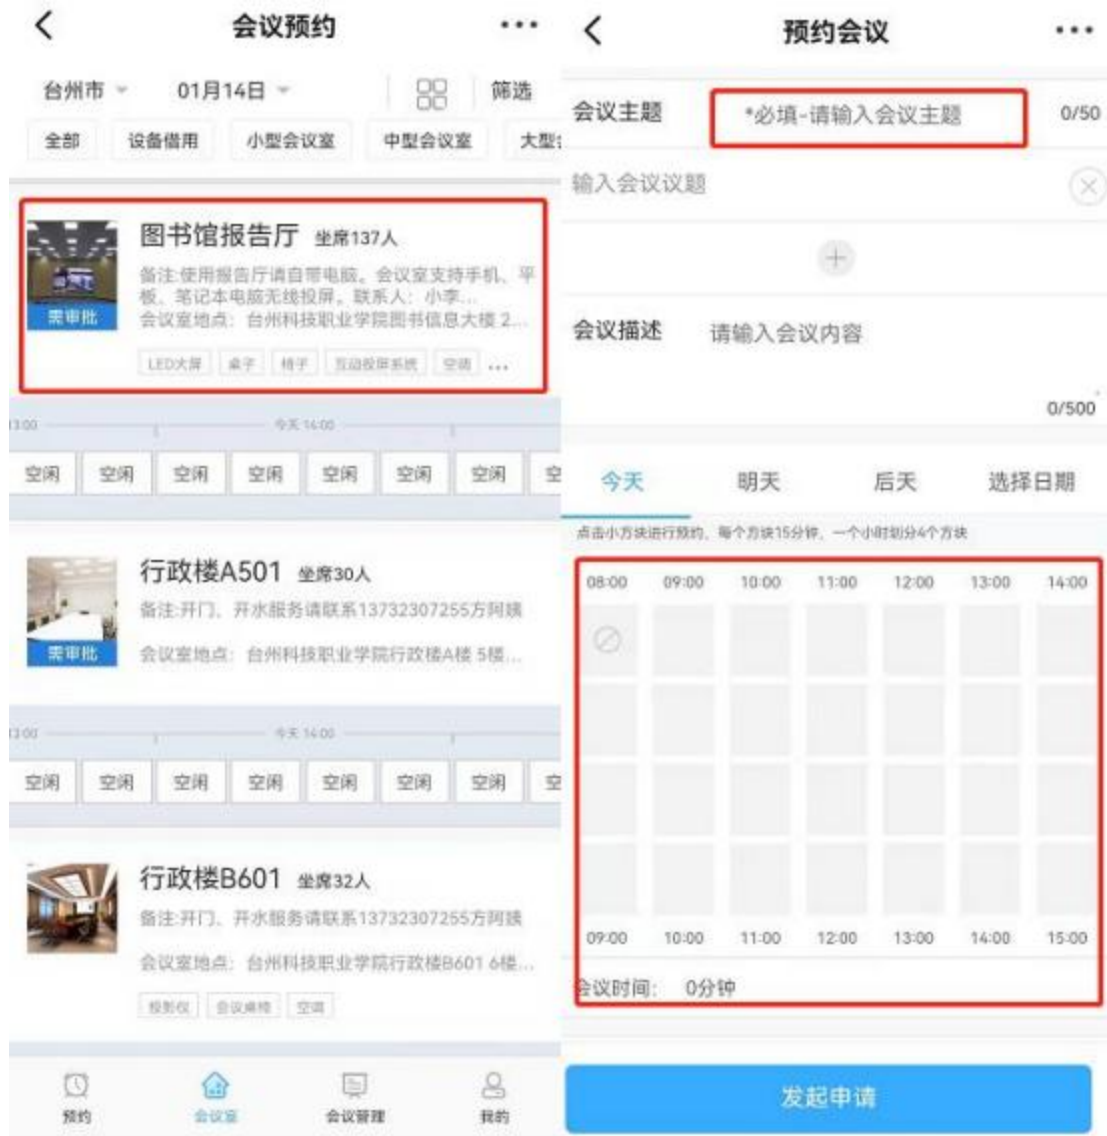 会议预约
台州市 01月14日 筛选
全部 设备借用 小型会议室 中型会议室 大型
图书馆报告厅 坐席137人
备注:使用报告厅请自带电脑。会议室支持手机、平
板、笔记本电脑无线投屏。联系人：小李...
会议室地点：台州科技职业学院图书信息大楼 2...
需审批
LED大屏 桌子 椅子 互动投屏系统 空调 ...
今天 14:00
空闲 空闲 空闲 空闲 空闲 空闲 空闲
行政楼A501 坐席30人
备注:开门、开水服务请联系13732307255方阿姨
会议室地点：台州科技职业学院行政楼A楼 5楼...
需审批
今天 14:00
空闲 空闲 空闲 空闲 空闲 空闲 空闲
行政楼B601 坐席32人
备注:开门、开水服务请联系13732307255方阿姨
会议室地点：台州科技职业学院行政楼B601 6楼...
投影仪 会议桌椅 空调
预约 会议室 会议管理 我的
预约会议
会议主题 *必填-请输入会议主题 0/50
输入会议议题
会议描述 请输入会议内容
0/500
今天 明天 后天 选择日期
点击小方块进行预约，每个方块15分钟，一个小时划分4个方块
08:00 09:00 10:00 11:00 12:00 13:00 14:00
09:00 10:00 11:00 12:00 13:00 14:00 15:00
会议时间： 0分钟
发起申请